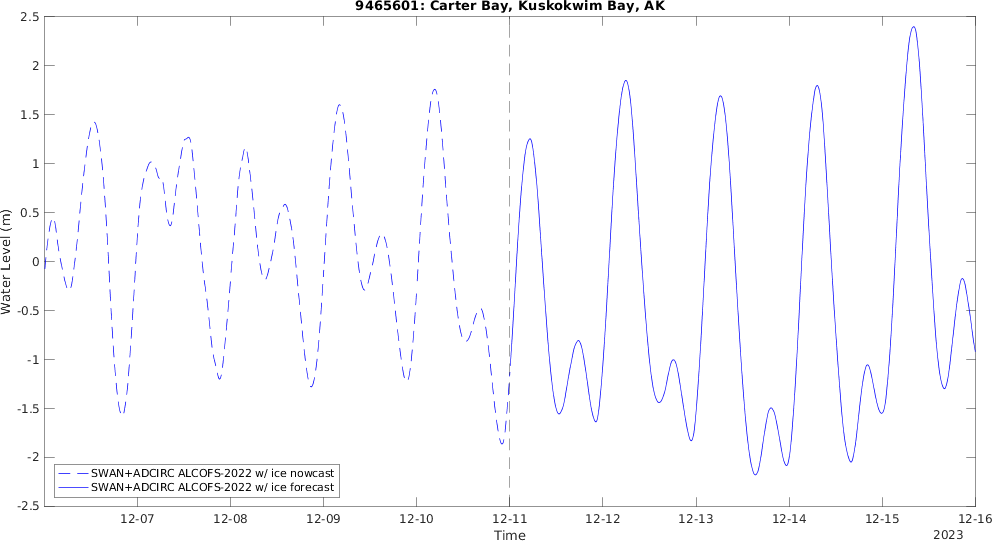 9465601: Carter Bay, Kuskokwim Bay, AK
Water Level (m)
2.5
2
1.5
1
0.5
0
-0.5
-1
-1.5
-2
-2.5
SWAN+ADCIRC ALCOFS-2022 w/ ice nowcast
SWAN+ADCIRC ALCOFS-2022 w/ ice forecast
12-07 12-08 12-09 12-10 12-11 12-12 12-13 12-14 12-15 12-16
Time
2023